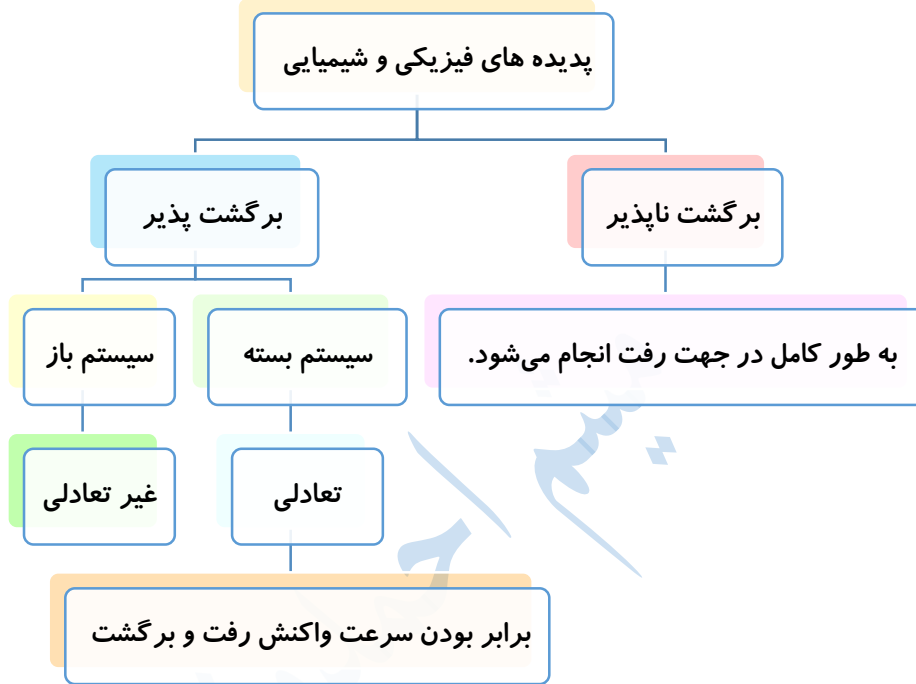 پدیده های فیزیکی و شیمیایی
برگشت ناپذیر
برگشت پذیر
به طور کامل در جهت رفت انجام می‌شود.
سیستم بسته
سیستم باز
تعادلی
غیر تعادلی
برابر بودن سرعت واکنش رفت و برگشت